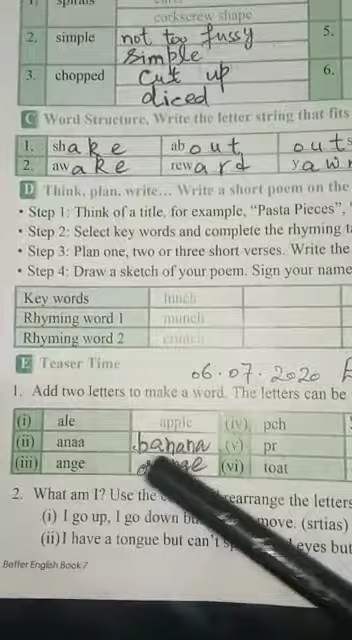 1. spirals
corkscrew shape
2. simple not too fussy 5.
simple
3. chopped cut up 6.
diced
C Word Structure. Write the letter string that fits
1. shake about outs
2. awake reward yawn
D Think, plan, write... Write a short poem on the
• Step 1: Think of a title, for example, "Pasta Pieces",
• Step 2: Select key words and complete the rhyming
• Step 3: Plan one, two or three short verses. Write the
• Step 4: Draw a sketch of your poem. Sign your name
Key words lunch
Rhyming word 1 munch
Rhyming word 2 crunch
E Teaser Time 06.07.2020
1. Add two letters to make a word. The letters can be
(i) ale apple (iv) pch
(ii) anaa banana (v) pr
(iii) ange orange (vi) toat
2. What am I? Use the rearrange the letters
(i) I go up, I go down move. (srtias)
(ii) I have a tongue but can't eyes but
Better English Book 7